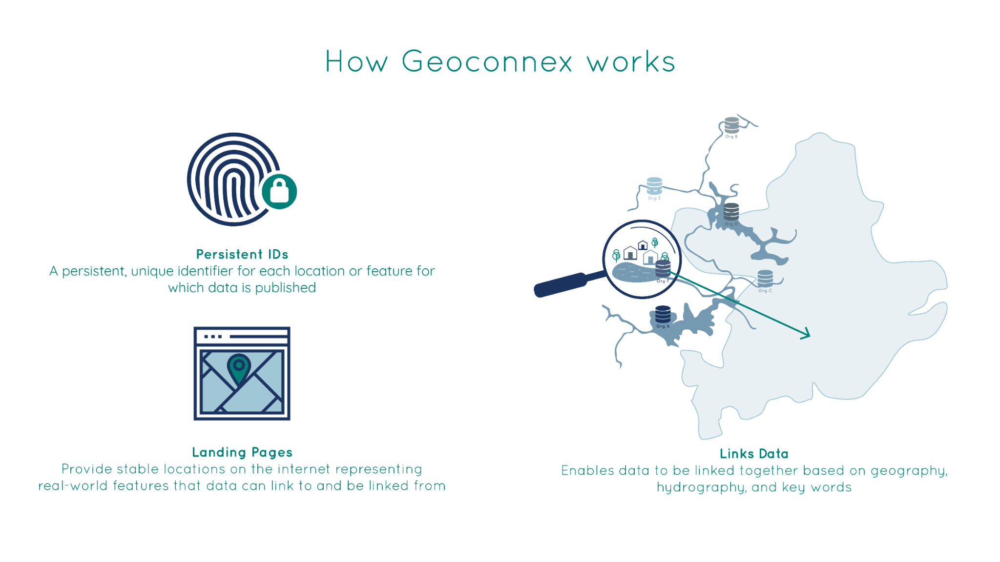 How Geoconnex works
Persistent IDs
A persistent, unique identifier for each location or feature for
which data is published
Landing Pages
Provide stable locations on the internet representing
real-world features that data can link to and be linked from
Org B
Org E
Org D
Org F
Org C
Org A
Links Data
Enables data to be linked together based on geography,
hydrography, and key words